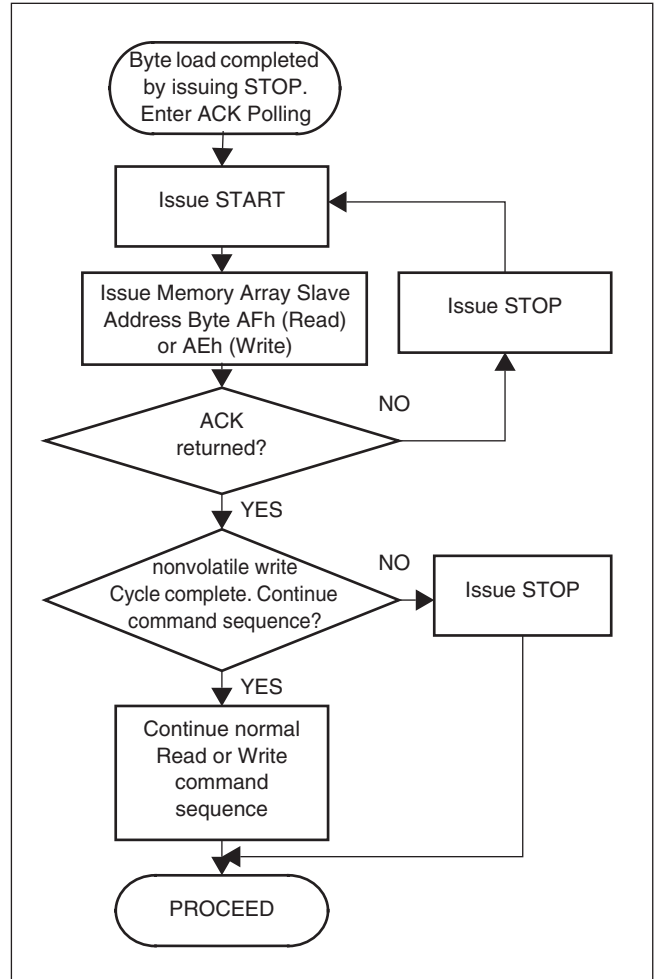 Byte load completed
by issuing STOP.
Enter ACK Polling
Issue START
Issue Memory Array Slave
Address Byte AFh (Read)
or AEh (Write)
Issue STOP
ACK
returned?
NO
YES
nonvolatile write
Cycle complete. Continue
command sequence?
NO
Issue STOP
YES
Continue normal
Read or Write
command
sequence
PROCEED